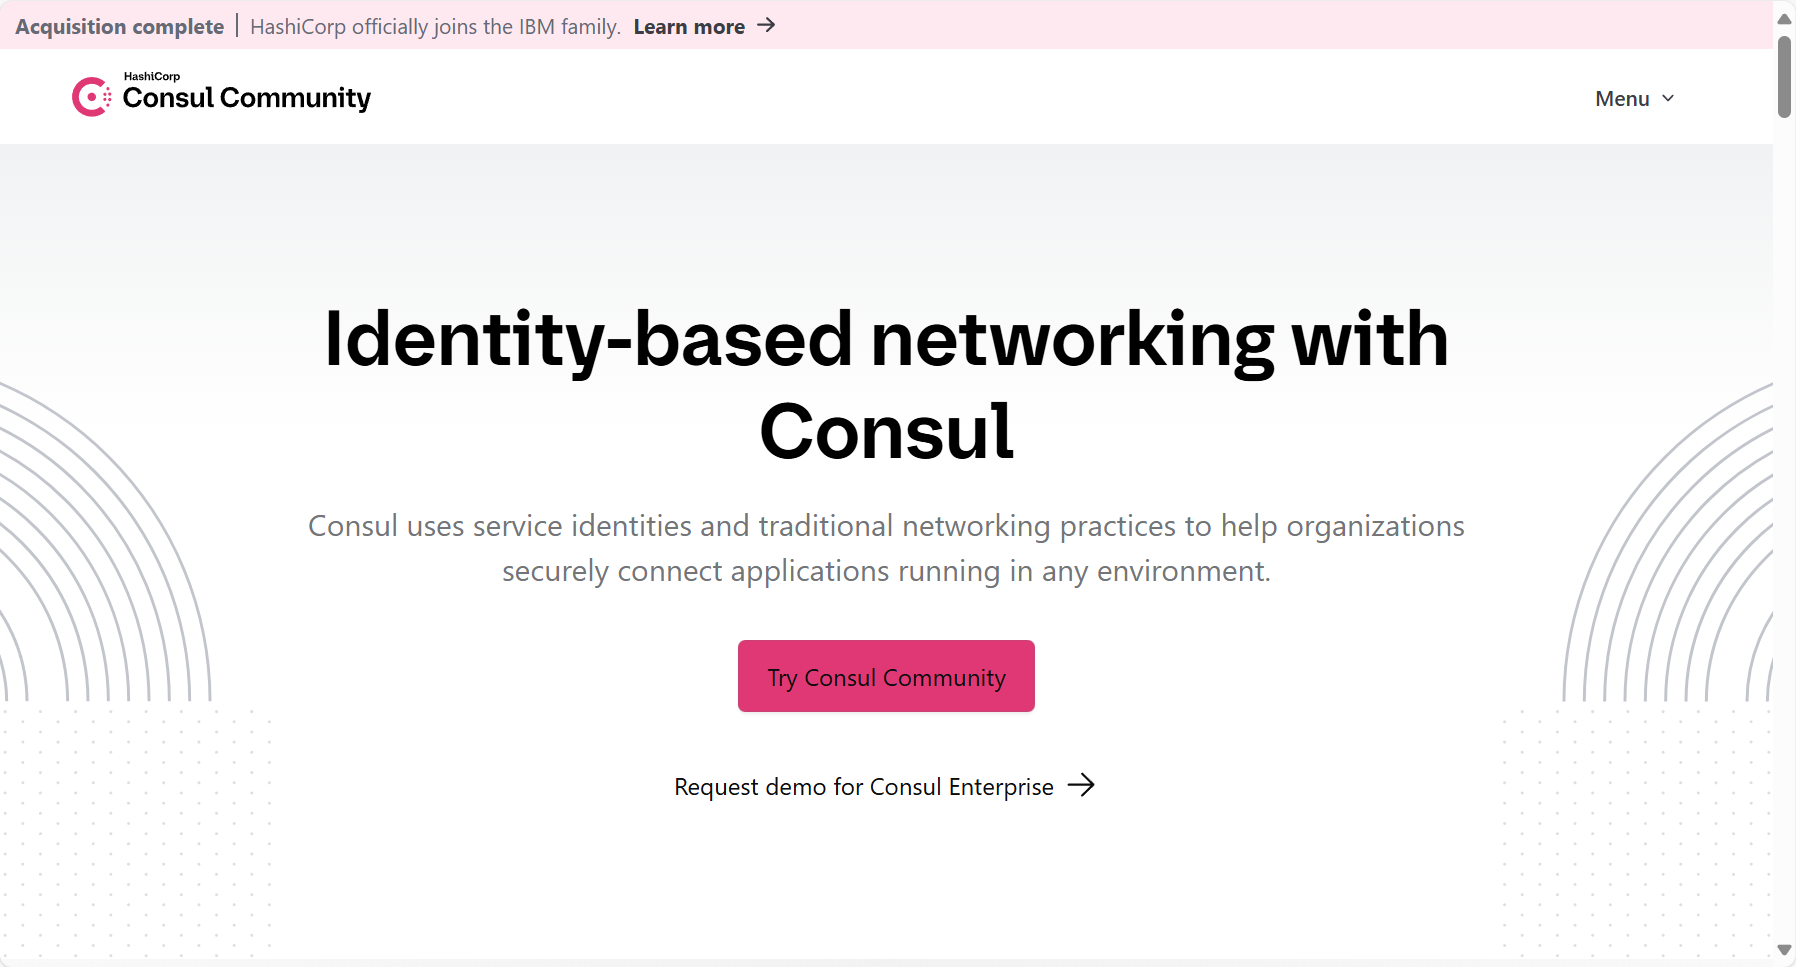 Acquisition complete | HashiCorp officially joins the IBM family. Learn more →
HashiCorp
Consul Community
Menu
Identity-based networking with
Consul
Consul uses service identities and traditional networking practices to help organizations
securely connect applications running in any environment.
Try Consul Community
Request demo for Consul Enterprise →